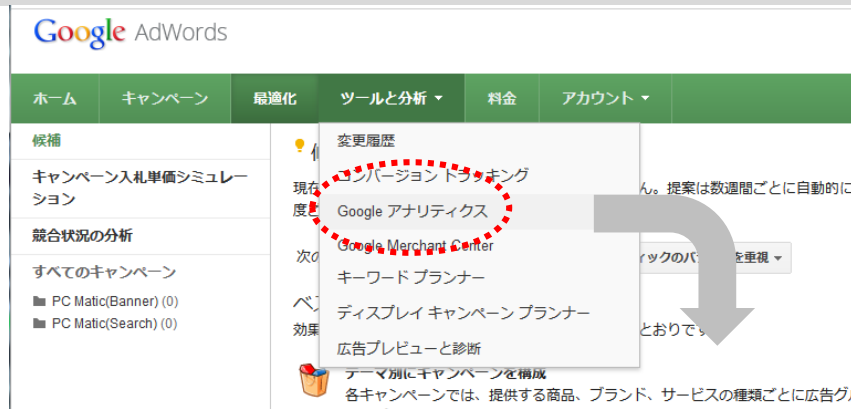 Google AdWords
ホーム キャンペーン 最適化 ツールと分析 料金 アカウント
候補
キャンペーン入札単価シミュレー
ション
競合状況の分析
すべてのキャンペーン
PC Matic(Banner) (0)
PC Matic(Search) (0)
変更履歴
コンバージョン トラッキング
Google アナリティクス
Google Merchant Center
キーワード プランナー
ディスプレイ キャンペーン プランナー
広告プレビューと診断
現在
ん。提案は数週間ごとに自動的に
度と
次の
ィックのバ を重視
ベス
効果
とおりです
テーマ別にキャンペーンを構成
各キャンペーンでは、提供する商品、ブランド、サービスの種類ごとに広告グル